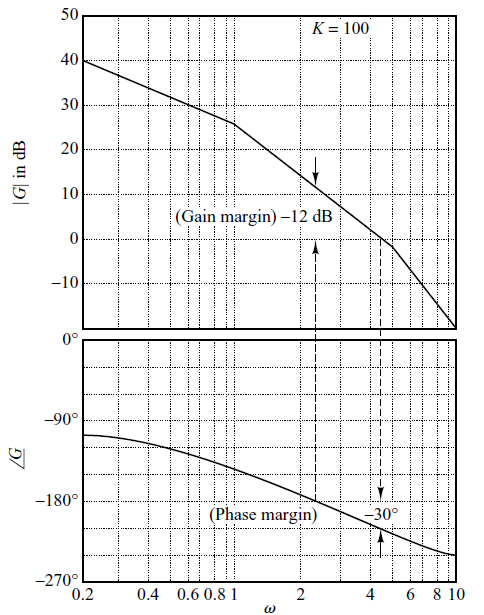 50
K = 100
40
30
20
10
(Gain margin) −12 dB
0
−10
|G| in dB
0°
−90°
−180°
(Phase margin)
−30°
−270°
∠G
0.2 0.4 0.6 0.8 1 2 4 6 8 10
ω